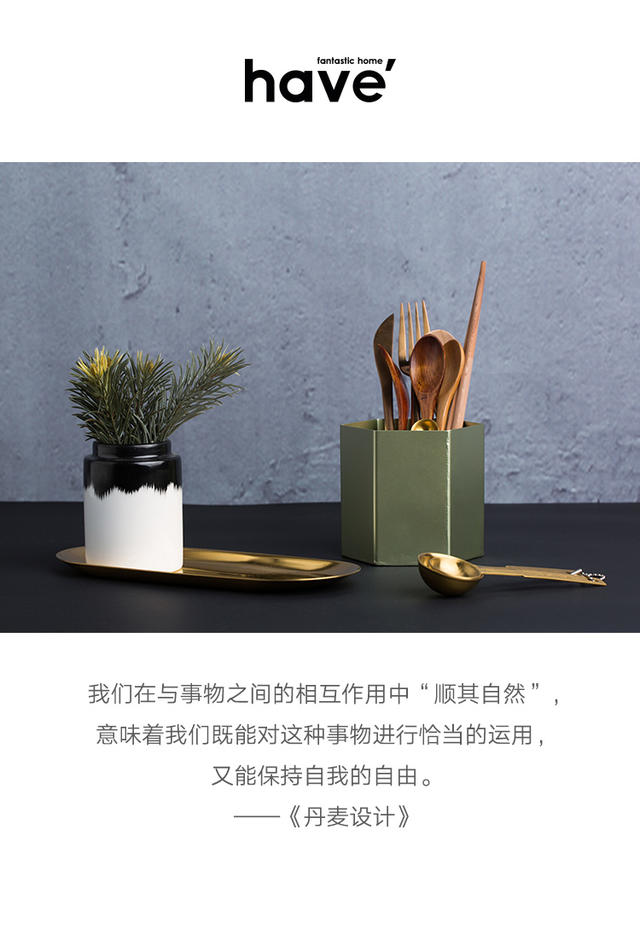 fantastic home
have’
我们在与事物之间的相互作用中“顺其自然”，
意味着我们既能对这种事物进行恰当的运用，
又能保持自我的自由。
——《丹麦设计》